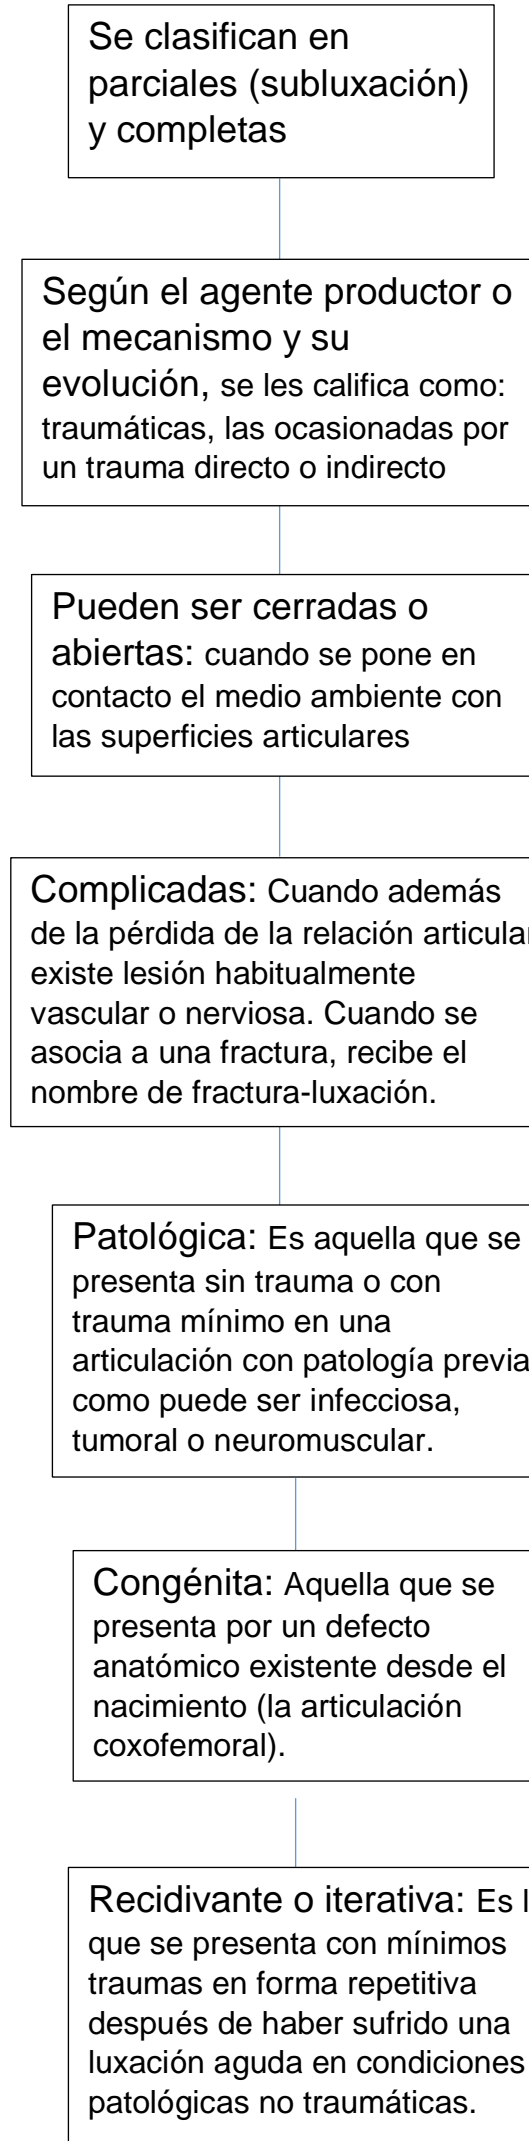 Se clasifican en
parciales (subluxación)
y completas
Según el agente productor o
el mecanismo y su
evolución, se les califica como:
traumáticas, las ocasionadas por
un trauma directo o indirecto
Pueden ser cerradas o
abiertas: cuando se pone en
contacto el medio ambiente con
las superficies articulares
Complicadas: Cuando además
de la pérdida de la relación articular
existe lesión habitualmente
vascular o nerviosa. Cuando se
asocia a una fractura, recibe el
nombre de fractura-luxación.
Patológica: Es aquella que se
presenta sin trauma o con
trauma mínimo en una
articulación con patología previa
como puede ser infecciosa,
tumoral o neuromuscular.
Congénita: Aquella que se
presenta por un defecto
anatómico existente desde el
nacimiento (la articulación
coxofemoral).
Recidivante o iterativa: Es
que se presenta con mínimos
traumas en forma repetitiva
después de haber sufrido una
luxación aguda en condiciones
patológicas no traumáticas.